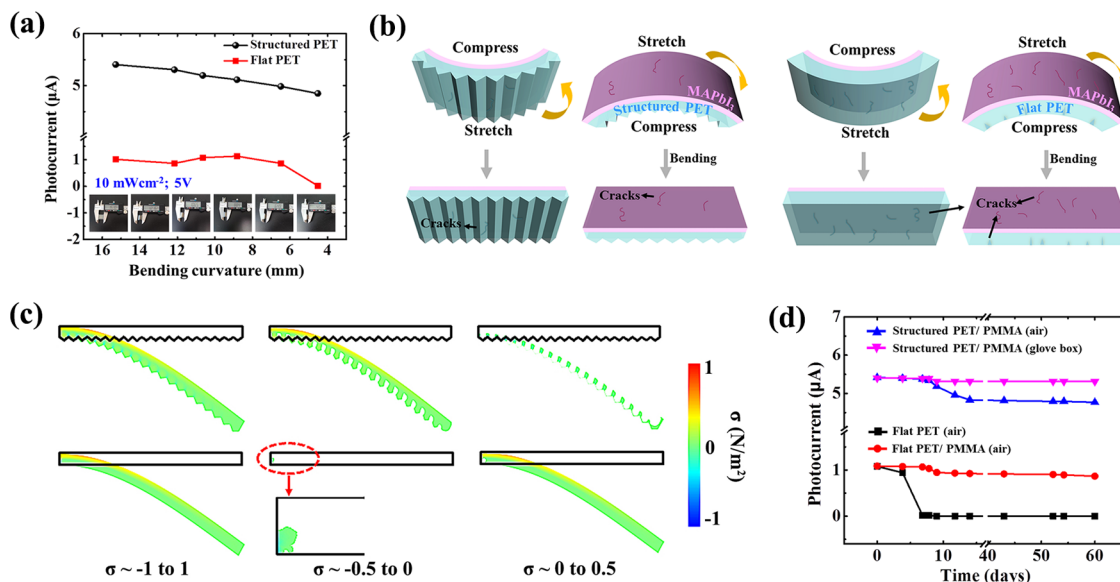 (a)
Photocurrent (μA)
6
5
1
0
-1
-2
Structured PET
Flat PET
10 mWcm-2; 5V
16 14 12 10 8 6 4
Bending curvature (mm)
(b)
Compress
Stretch
Stretch
MAPbI3
Structured PET
Compress
Bending
Cracks
Cracks
Compress
Stretch
Stretch
MAPbI3
Flat PET
Compress
Bending
Cracks
(c)
1
0
-1
σ (N/m2)
σ ~ -1 to 1
σ ~ -0.5 to 0
σ ~ 0 to 0.5
(d)
Photocurrent (μA)
7
6
5
1
0
Structured PET/ PMMA (air)
Structured PET/ PMMA (glove box)
Flat PET (air)
Flat PET/ PMMA (air)
0 10 40 50 60
Time (days)